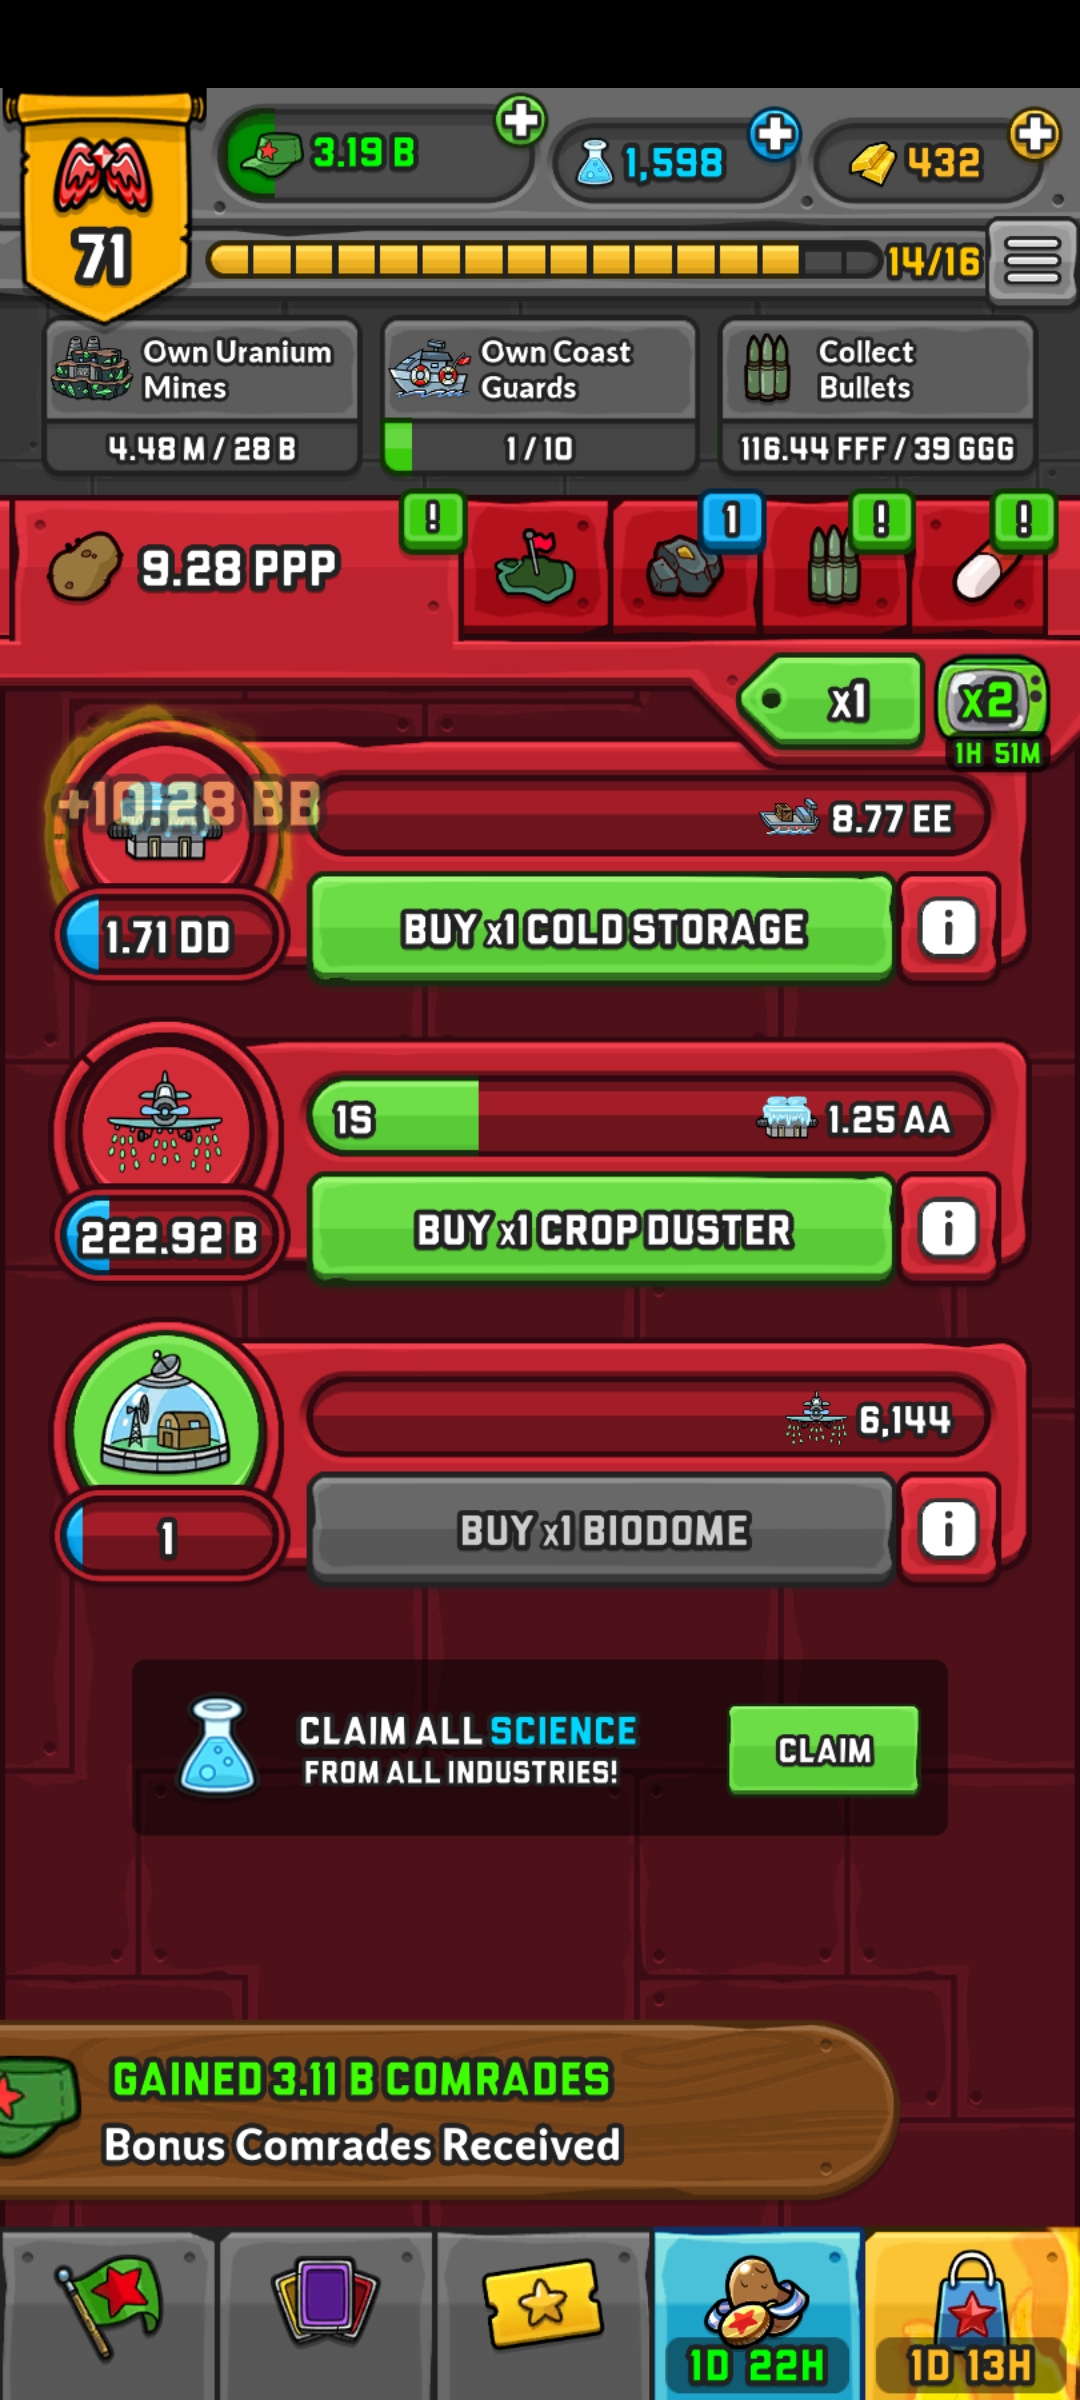 3.19 B
1,598
432
71
14/16
Own Uranium
Mines
4.48 M / 28 B
Own Coast
Guards
1 / 10
Collect
Bullets
116.44 FFF / 39 GGG
!
1
!
!
9.28 PPP
x1
x2
1H 51M
+10.28 BB
8.77 EE
1.71 DD
BUY x1 COLD STORAGE
i
1S
1.25 AA
222.92 B
BUY x1 CROP DUSTER
i
6,144
1
BUY x1 BIODOME
i
CLAIM ALL SCIENCE
FROM ALL INDUSTRIES!
CLAIM
GAINED 3.11 B COMRADES
Bonus Comrades Received
1D 22H
1D 13H